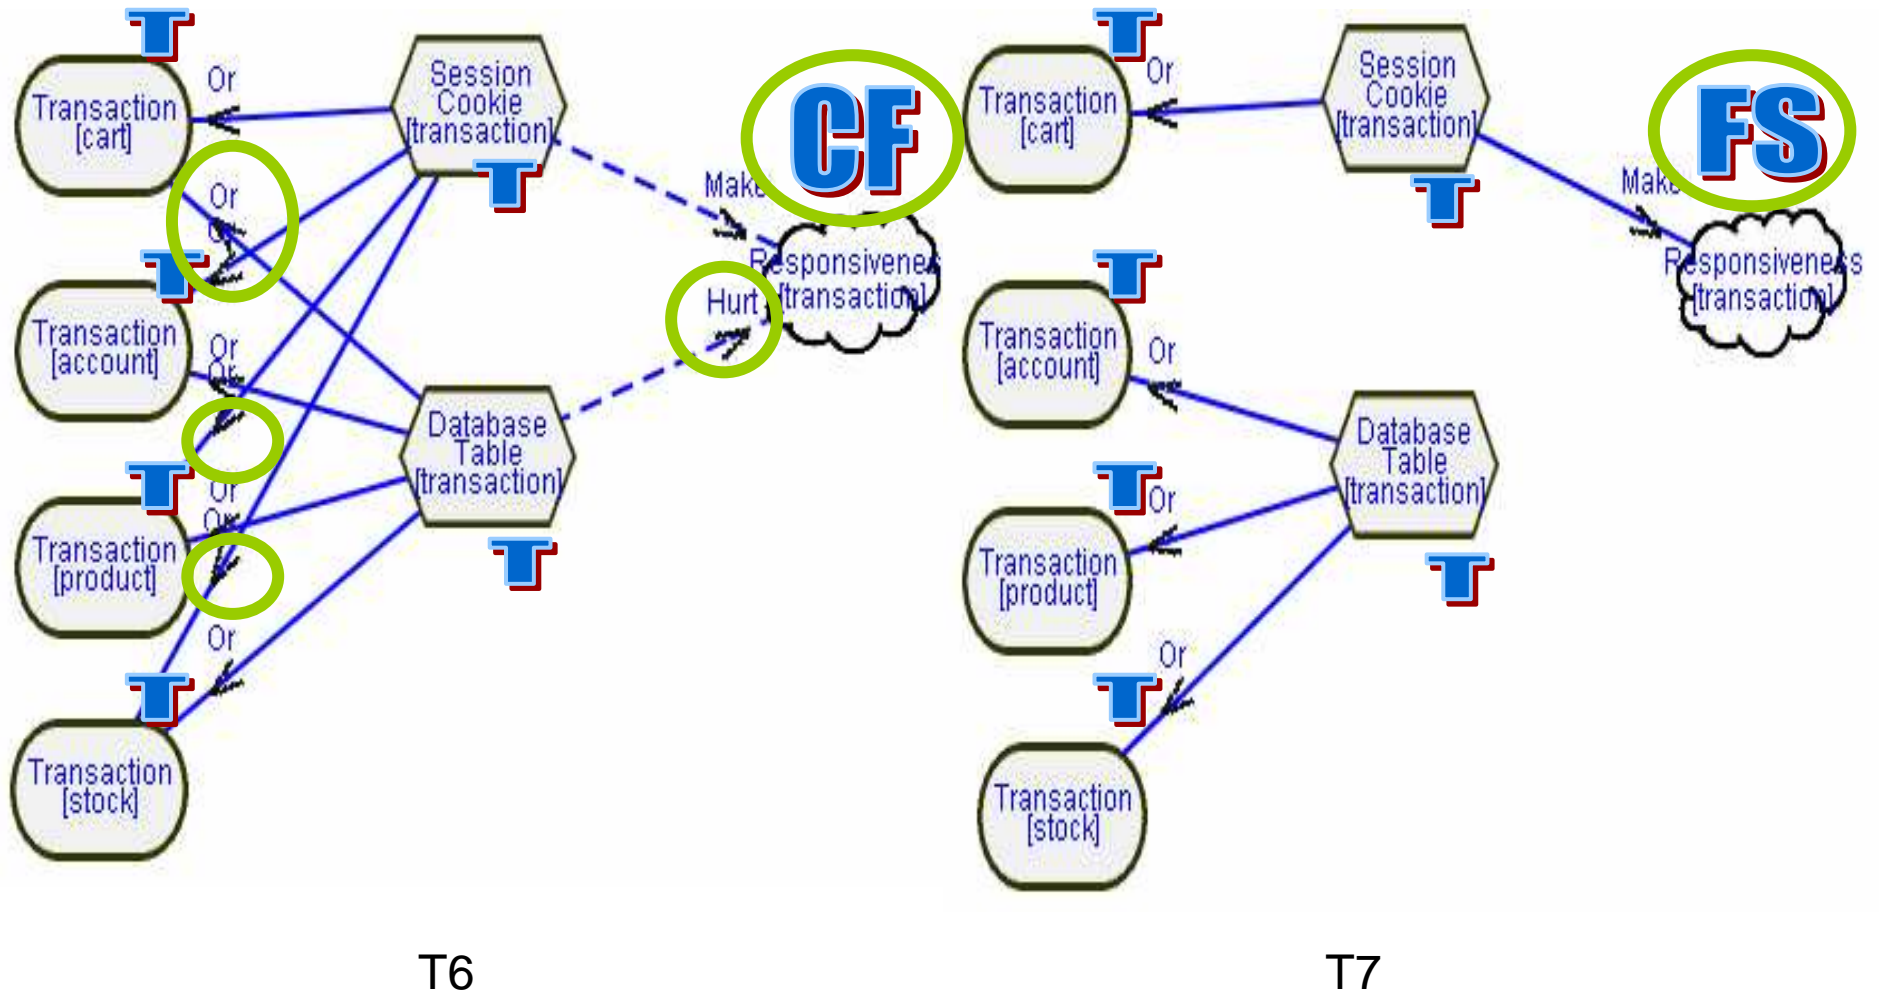 T
Or
Transaction
[cart]
Session
Cookie
[transaction]
T
CF
Make
Or
Or
T
Responsiveness
[transaction]
Hurt
Transaction
[account]
Or
Or
Database
Table
[transaction]
T
T
Or
Or
Transaction
[product]
Or
T
Transaction
[stock]
T6
T
Or
Transaction
[cart]
Session
Cookie
[transaction]
T
FS
Make
Responsiveness
[transaction]
T
Transaction
[account]
Or
Database
Table
[transaction]
T
T
Or
Transaction
[product]
Or
T
Transaction
[stock]
T7